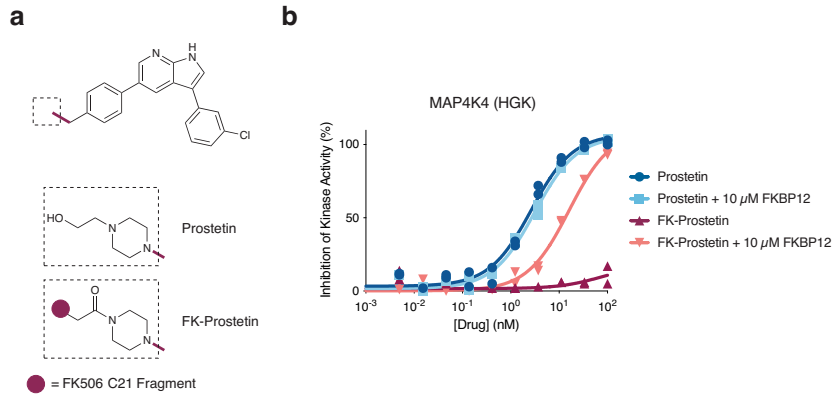 a
N
H
N
Cl
HO
N
N
Prostetin
O
N
N
FK-Prostetin
= FK506 C21 Fragment
b
MAP4K4 (HGK)
Inhibition of Kinase Activity (%)
100
50
0
10-3 10-2 10-1 100 101 102
[Drug] (nM)
Prostetin
Prostetin + 10 µM FKBP12
FK-Prostetin
FK-Prostetin + 10 µM FKBP12